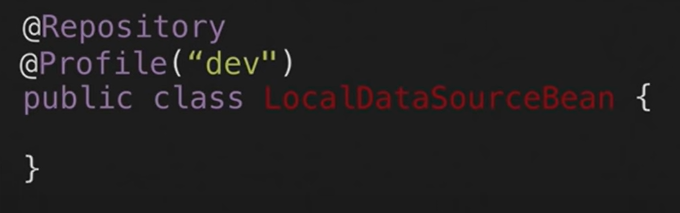 @Repository
@Profile(“dev")
public class LocalDataSourceBean {
}